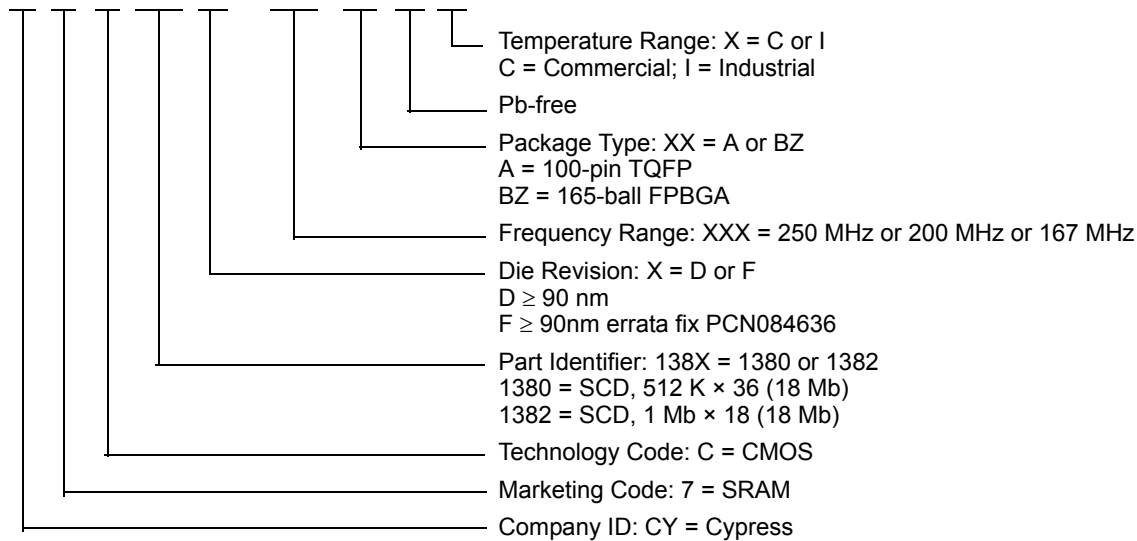 Temperature Range: X = C or I
C = Commercial; I = Industrial
Pb-free
Package Type: XX = A or BZ
A = 100-pin TQFP
BZ = 165-ball FPBGA
Frequency Range: XXX = 250 MHz or 200 MHz or 167 MHz
Die Revision: X = D or F
D ≥ 90 nm
F ≥ 90nm errata fix PCN084636
Part Identifier: 138X = 1380 or 1382
1380 = SCD, 512 K × 36 (18 Mb)
1382 = SCD, 1 Mb × 18 (18 Mb)
Technology Code: C = CMOS
Marketing Code: 7 = SRAM
Company ID: CY = Cypress